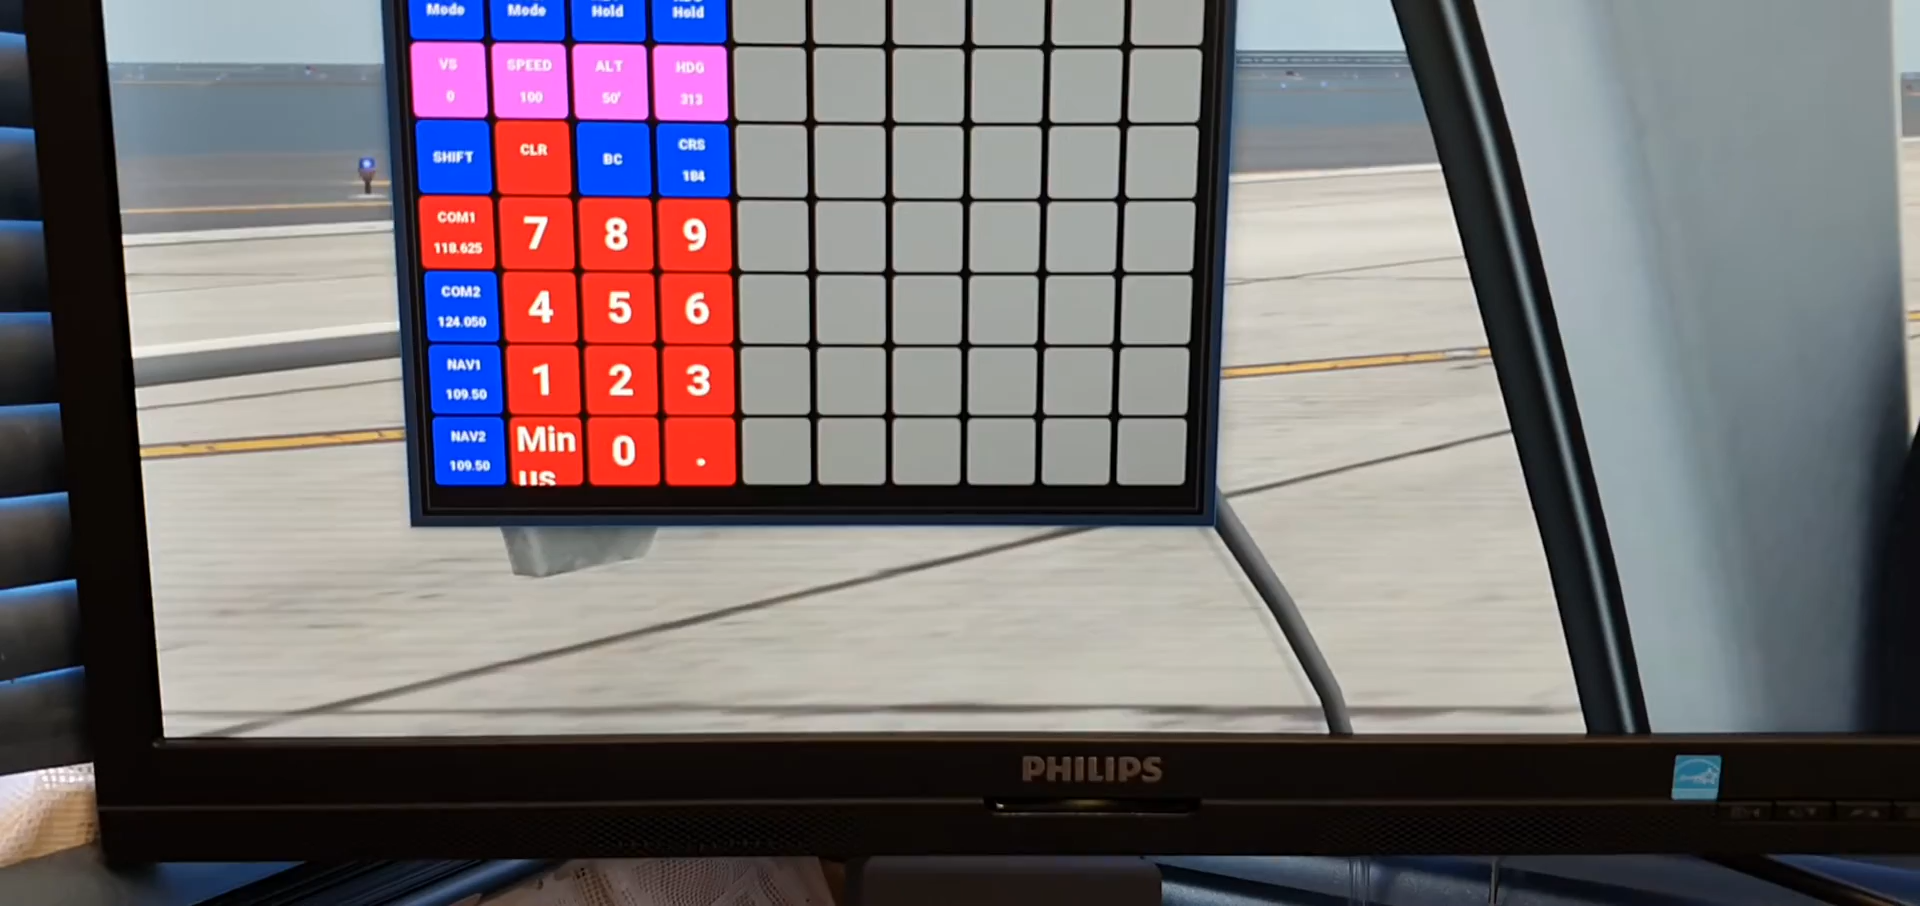 Mode
Mode
Hold
Hold
VS
0
SPEED
100
ALT
50'
HDG
313
SHIFT
CLR
BC
CRS
184
COM1
118.625
7
8
9
COM2
124.050
4
5
6
NAV1
109.50
1
2
3
NAV2
109.50
Min
us
0
.
PHILIPS